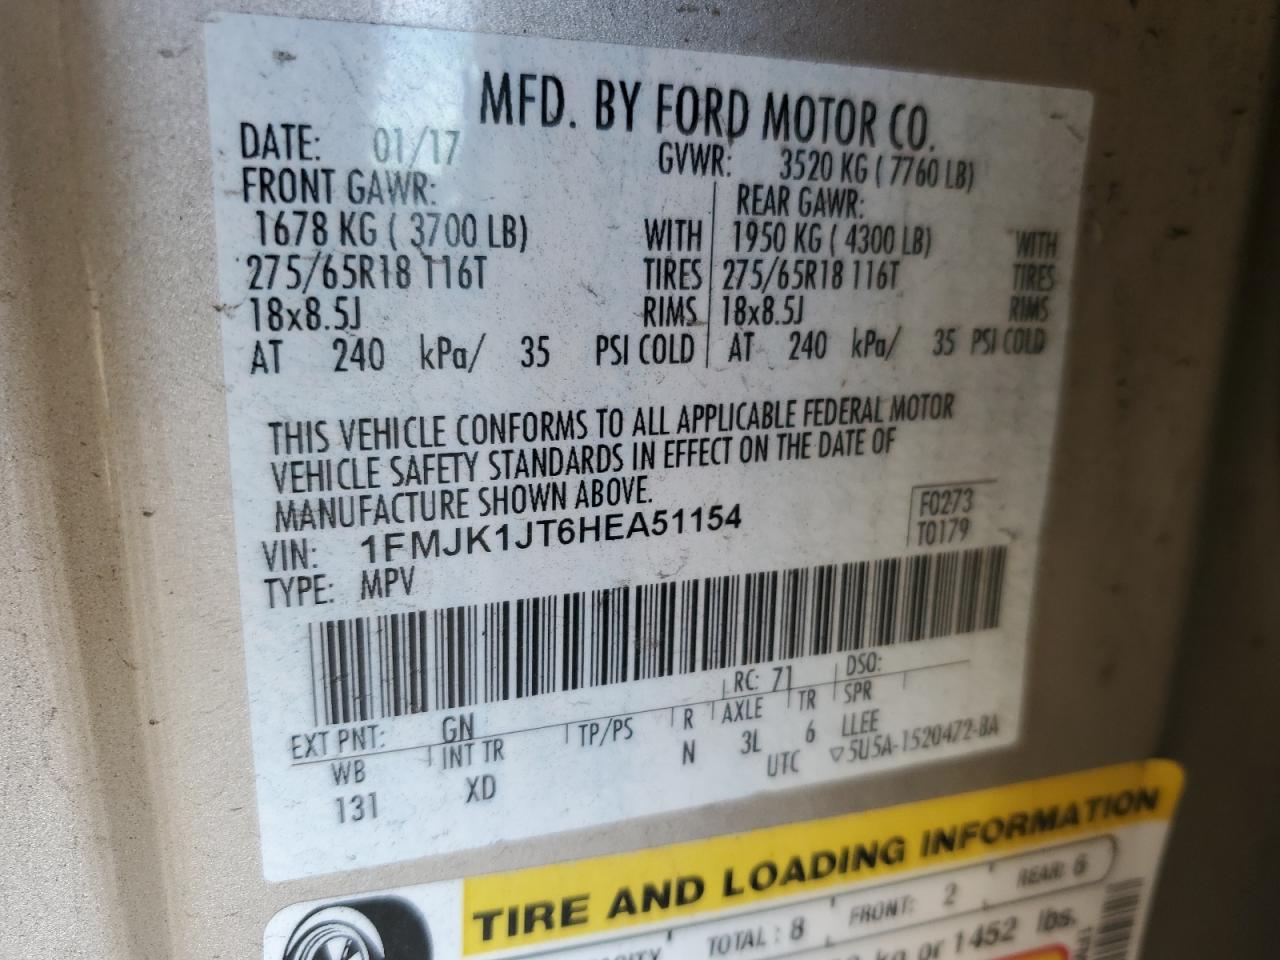 MFD. BY FORD MOTOR CO.
DATE: 01/17 GVWR: 3520 KG ( 7760 LB)
FRONT GAWR: REAR GAWR:
1678 KG ( 3700 LB) WITH 1950 KG ( 4300 LB) WITH
275/65R18 116T TIRES 275/65R18 116T TIRES
18x8.5J RIMS 18x8.5J RIMS
AT 240 kPa/ 35 PSI COLD AT 240 kPa/ 35 PSI COLD
THIS VEHICLE CONFORMS TO ALL APPLICABLE FEDERAL MOTOR
VEHICLE SAFETY STANDARDS IN EFFECT ON THE DATE OF
MANUFACTURE SHOWN ABOVE.
F0273
VIN: 1FMJK1JT6HEA51154 T0179
TYPE: MPV
EXT PNT: GN RC: 71 DSO:
WB INT TR TP/PS R AXLE TR SPR
131 XD N 3L 6 LLEE
UTC ▽5U5A-1520472-BA
TIRE AND LOADING INFORMATION
TOTAL : 8 FRONT: 2 REAR: 6
kg or 1452 lbs.